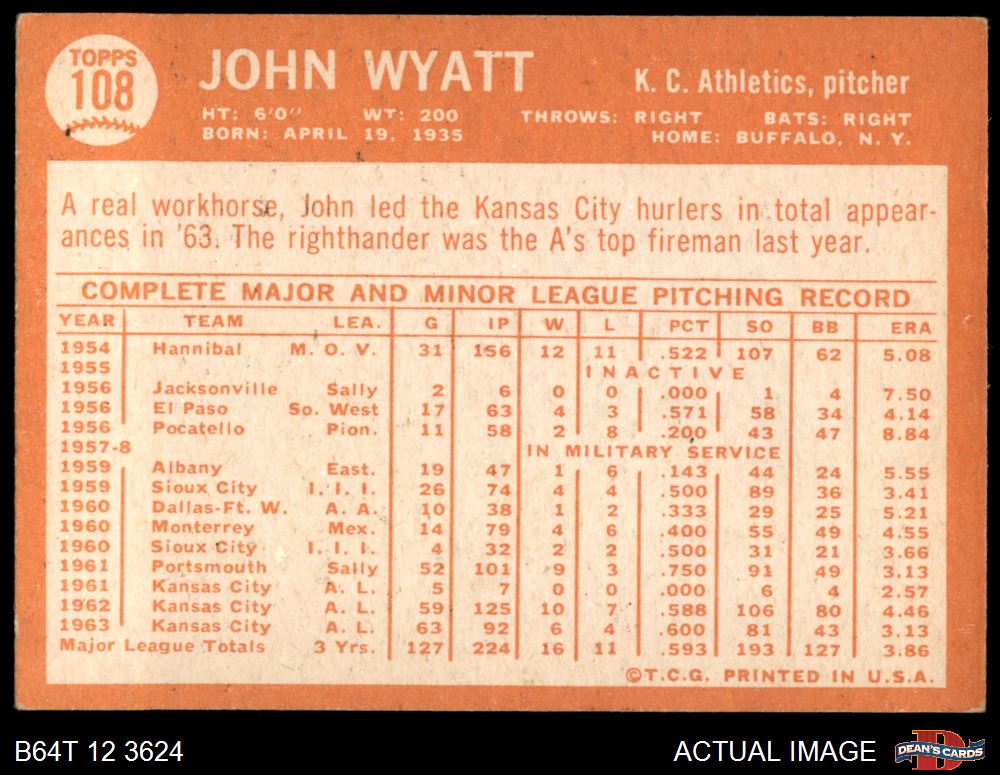 TOPPS
108
JOHN WYATT
K. C. Athletics, pitcher
HT: 6'0" WT: 200 THROWS: RIGHT BATS: RIGHT
BORN: APRIL 19, 1935 HOME: BUFFALO, N. Y.
A real workhorse, John led the Kansas City hurlers in total appear-
ances in '63. The righthander was the A's top fireman last year.
COMPLETE MAJOR AND MINOR LEAGUE PITCHING RECORD
YEAR TEAM LEA. G IP W L PCT SO BB ERA
1954 Hannibal M. O. V. 31 156 12 11 .522 107 62 5.08
1955 INACTIVE
1956 Jacksonville Sally 2 6 0 0 .000 1 4 7.50
1956 El Paso So. West 17 63 4 3 .571 58 34 4.14
1956 Pocatello Pion. 11 58 2 8 .200 43 47 8.84
1957-8 IN MILITARY SERVICE
1959 Albany East. 19 47 1 6 .143 44 24 5.55
1959 Sioux City I. I. I. 26 74 4 4 .500 89 36 3.41
1960 Dallas-Ft. W. A. A. 10 38 1 2 .333 29 25 5.21
1960 Monterrey Mex. 14 79 4 6 .400 55 49 4.55
1960 Sioux City I. I. I. 4 32 2 2 .500 31 21 3.66
1961 Portsmouth Sally 52 101 9 3 .750 91 49 3.13
1961 Kansas City A. L. 5 7 0 0 .000 6 4 2.57
1962 Kansas City A. L. 59 125 10 7 .588 106 80 4.46
1963 Kansas City A. L. 63 92 6 4 .600 81 43 3.13
Major League Totals 3 Yrs. 127 224 16 11 .593 193 127 3.86
©T.C.G. PRINTED IN U.S.A.
B64T 12 3624
ACTUAL IMAGE
D
DEAN'S CARDS